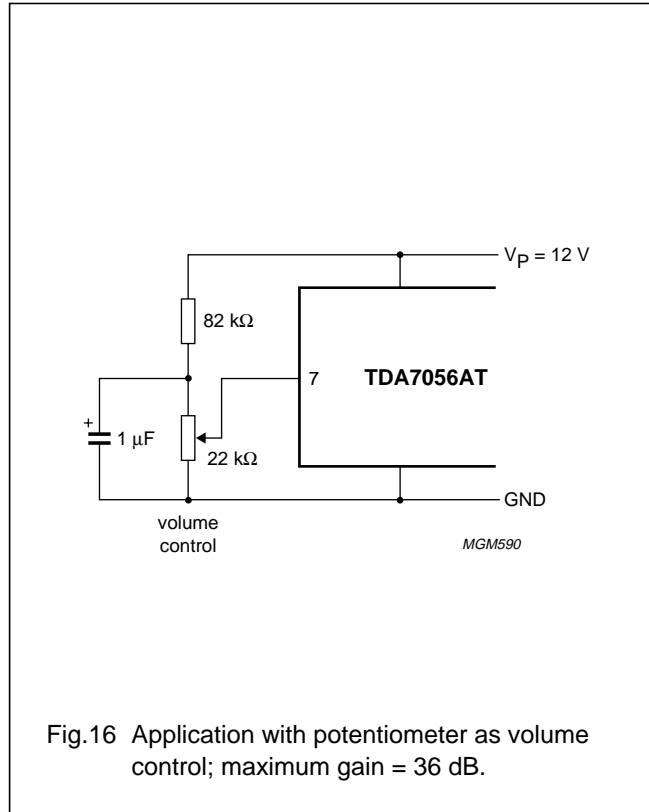 V_P = 12 V
82 kΩ
7
TDA7056AT
+
1 µF
22 kΩ
GND
volume
control
MGM590
Fig.16 Application with potentiometer as volume
control; maximum gain = 36 dB.